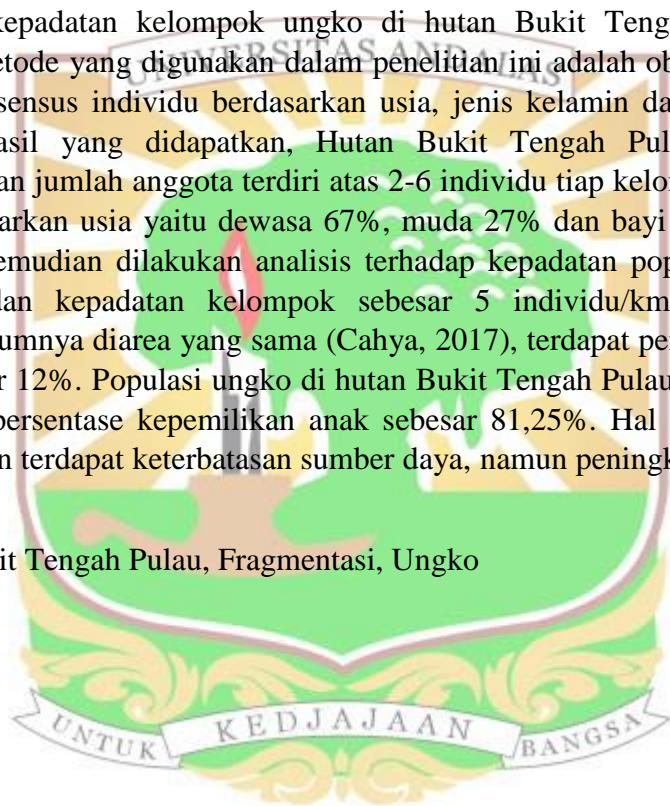 kepadatan kelompok ungko di hutan Bukit Teng
etode yang digunakan dalam penelitian ini adalah ob
UNIVERSITAS ANDALAS
sensus individu berdasarkan usia, jenis kelamin da
asil yang didapatkan, Hutan Bukit Tengah Pul
an jumlah anggota terdiri atas 2-6 individu tiap kelo
arkan usia yaitu dewasa 67%, muda 27% dan bayi
emudian dilakukan analisis terhadap kepadatan pop
dan kepadatan kelompok sebesar 5 individu/km
umnya diarea yang sama (Cahya, 2017), terdapat pe
r 12%. Populasi ungko di hutan Bukit Tengah Pulau
persentase kepemilikan anak sebesar 81,25%. Hal
n terdapat keterbatasan sumber daya, namun peningk
it Tengah Pulau, Fragmentasi, Ungko
UNTUK KEDJAJAAN BANGSA